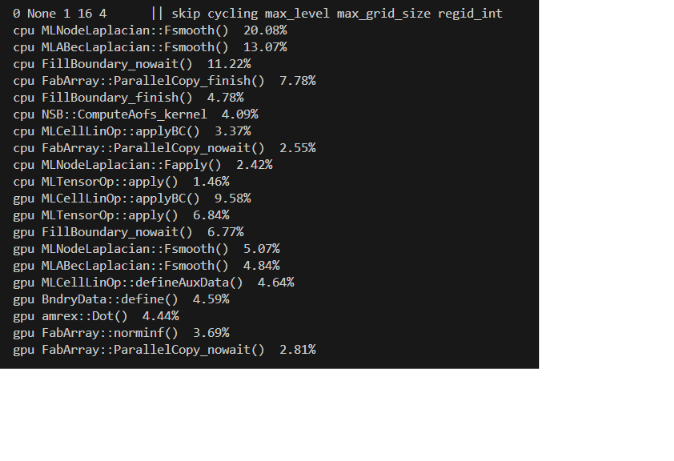 0 None 1 16 4 || skip cycling max_level max_grid_size regid_int
cpu MLNodeLaplacian::Fsmooth() 20.08%
cpu MLABecLaplacian::Fsmooth() 13.07%
cpu FillBoundary_nowait() 11.22%
cpu FabArray::ParallelCopy_finish() 7.78%
cpu FillBoundary_finish() 4.78%
cpu NSB::ComputeAofs_kernel 4.09%
cpu MLCellLinOp::applyBC() 3.37%
cpu FabArray::ParallelCopy_nowait() 2.55%
cpu MLNodeLaplacian::Fapply() 2.42%
cpu MLTensorOp::apply() 1.46%
gpu MLCellLinOp::applyBC() 9.58%
gpu MLTensorOp::apply() 6.84%
gpu FillBoundary_nowait() 6.77%
gpu MLNodeLaplacian::Fsmooth() 5.07%
gpu MLABecLaplacian::Fsmooth() 4.84%
gpu MLCellLinOp::defineAuxData() 4.64%
gpu BndryData::define() 4.59%
gpu amrex::Dot() 4.44%
gpu FabArray::norminf() 3.69%
gpu FabArray::ParallelCopy_nowait() 2.81%